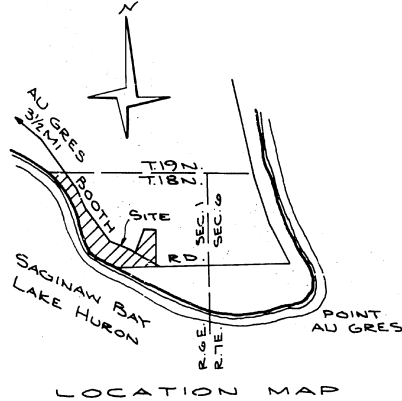 N
AU GRES
3½ MI
BOOTH
T.19N.
T.18N.
SITE
SEC. 1
SEC. 6
RD.
SAGINAW BAY
LAKE HURON
POINT
AU GRES
R.6E.
R.7E.
LOCATION MAP